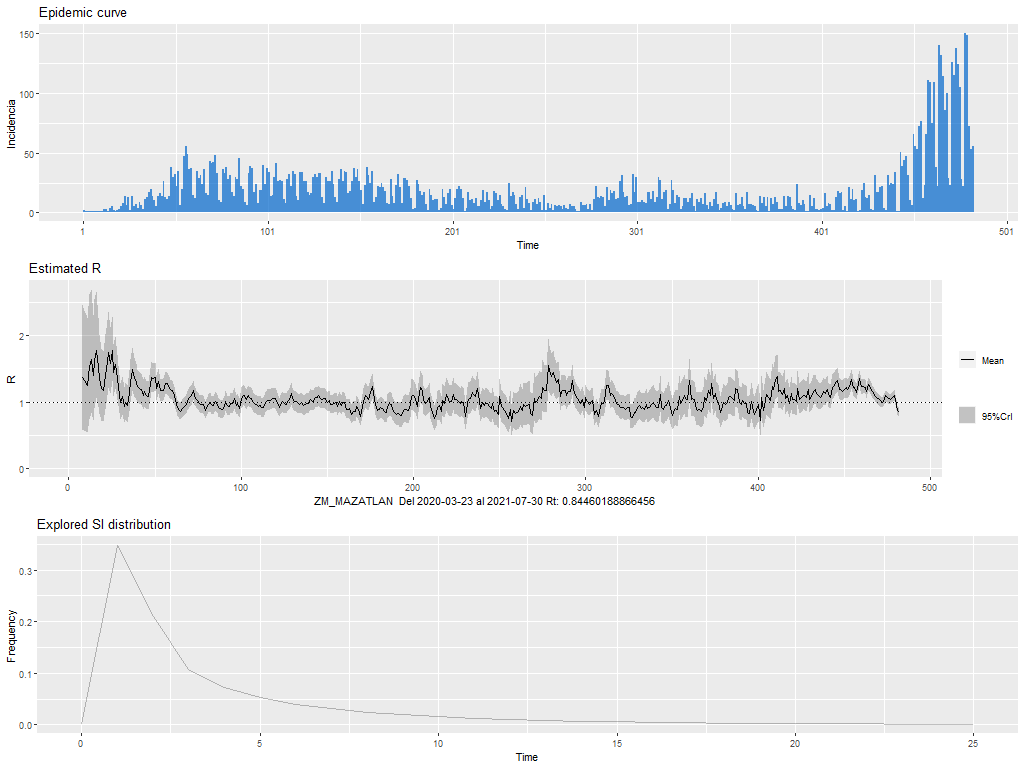 Epidemic curve
150
100
50
0
Incidencia
1
101
201
301
401
501
Time
Estimated R
2
1
0
R
0
100
200
300
400
500
ZM_MAZATLAN Del 2020-03-23 al 2021-07-30 Rt: 0.84460188866456
Mean
95%CrI
Explored SI distribution
0.3
0.2
0.1
0.0
Frequency
0
5
10
15
20
25
Time